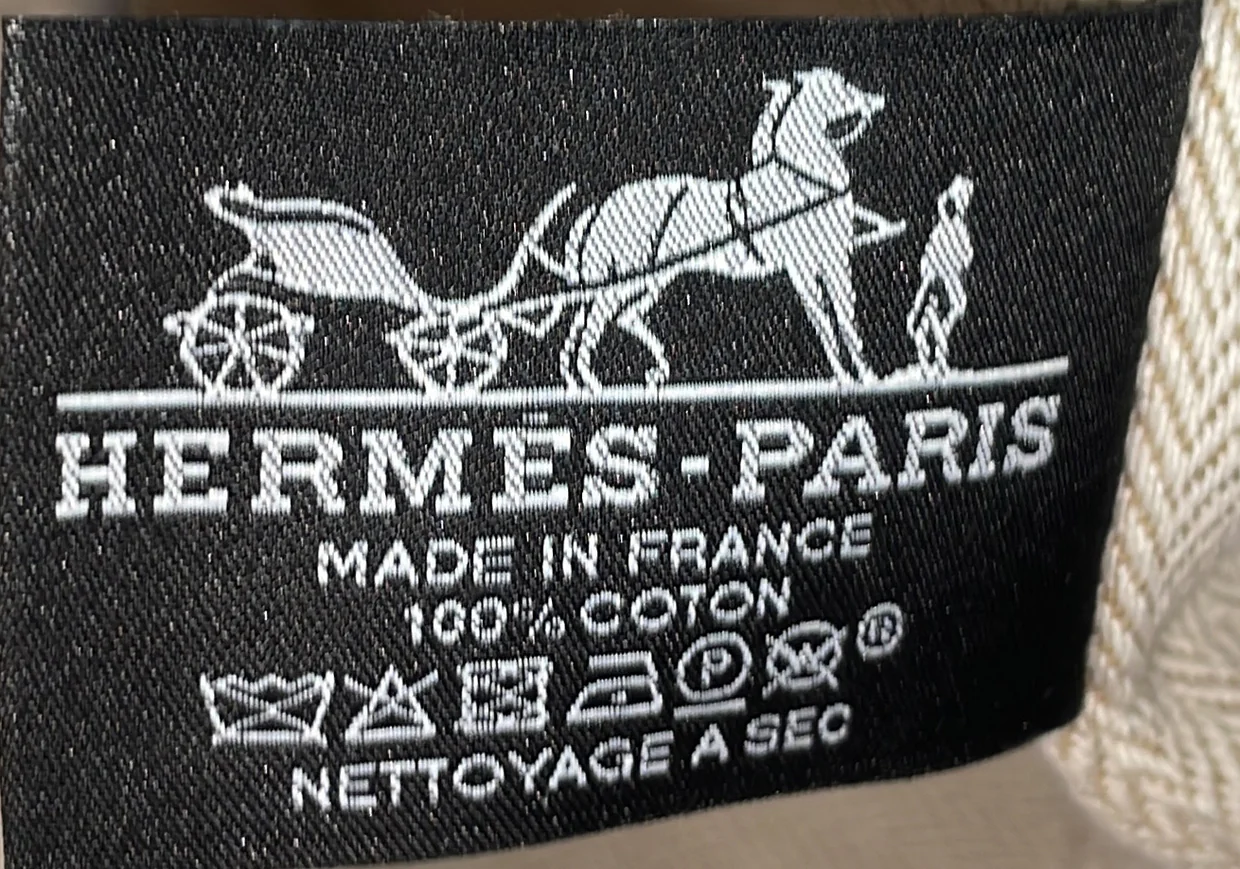 HERMÈS-PARIS
MADE IN FRANCE
100% COTON
P W ®
NETTOYAGE A SEC